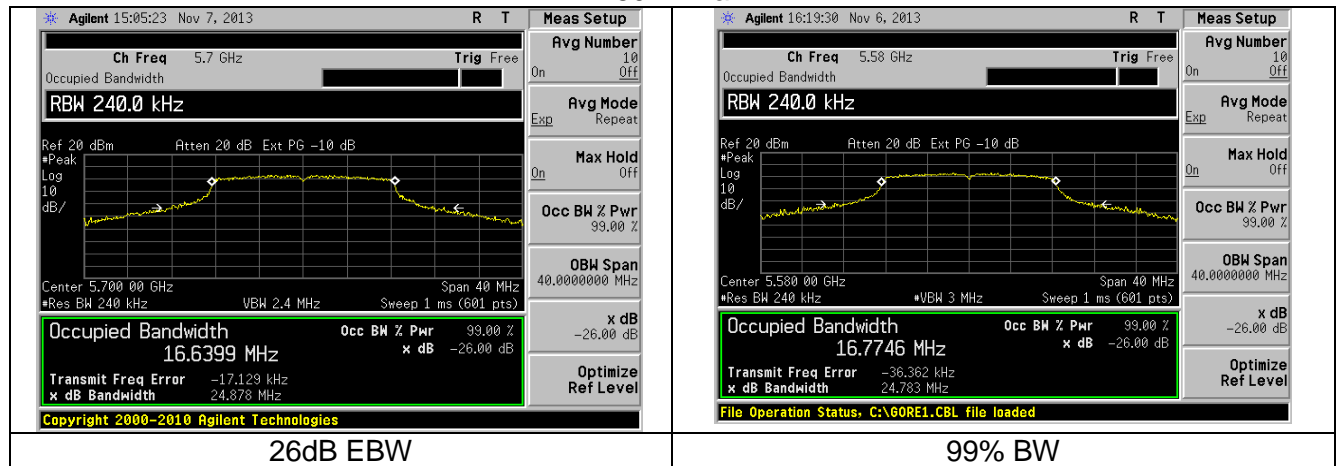 Agilent 15:05:23 Nov 7, 2013 R T
Meas Setup
Ch Freq 5.7 GHz Trig Free
Occupied Bandwidth
RBW 240.0 kHz
Ref 20 dBm Atten 20 dB Ext PG -10 dB
#Peak
Log
10
dB/
Center 5.700 00 GHz Span 40 MHz
#Res BW 240 kHz VBW 2.4 MHz Sweep 1 ms (601 pts)
Occupied Bandwidth Occ BW % Pwr 99.00 %
16.6399 MHz x dB -26.00 dB
Transmit Freq Error -17.129 kHz
x dB Bandwidth 24.878 MHz
Copyright 2000-2010 Agilent Technologies
Avg Number
10
On Off
Avg Mode
Exp Repeat
Max Hold
On Off
Occ BW % Pwr
99.00 %
OBW Span
40.0000000 MHz
x dB
-26.00 dB
Optimize
Ref Level
26dB EBW
Agilent 16:19:30 Nov 6, 2013 R T
Meas Setup
Ch Freq 5.58 GHz Trig Free
Occupied Bandwidth
RBW 240.0 kHz
Ref 20 dBm Atten 20 dB Ext PG -10 dB
#Peak
Log
10
dB/
Center 5.580 00 GHz Span 40 MHz
#Res BW 240 kHz #VBW 3 MHz Sweep 1 ms (601 pts)
Occupied Bandwidth Occ BW % Pwr 99.00 %
16.7746 MHz x dB -26.00 dB
Transmit Freq Error -36.362 kHz
x dB Bandwidth 24.783 MHz
File Operation Status, C:\GORE1.CBL file loaded
Avg Number
10
On Off
Avg Mode
Exp Repeat
Max Hold
On Off
Occ BW % Pwr
99.00 %
OBW Span
40.0000000 MHz
x dB
-26.00 dB
Optimize
Ref Level
99% BW